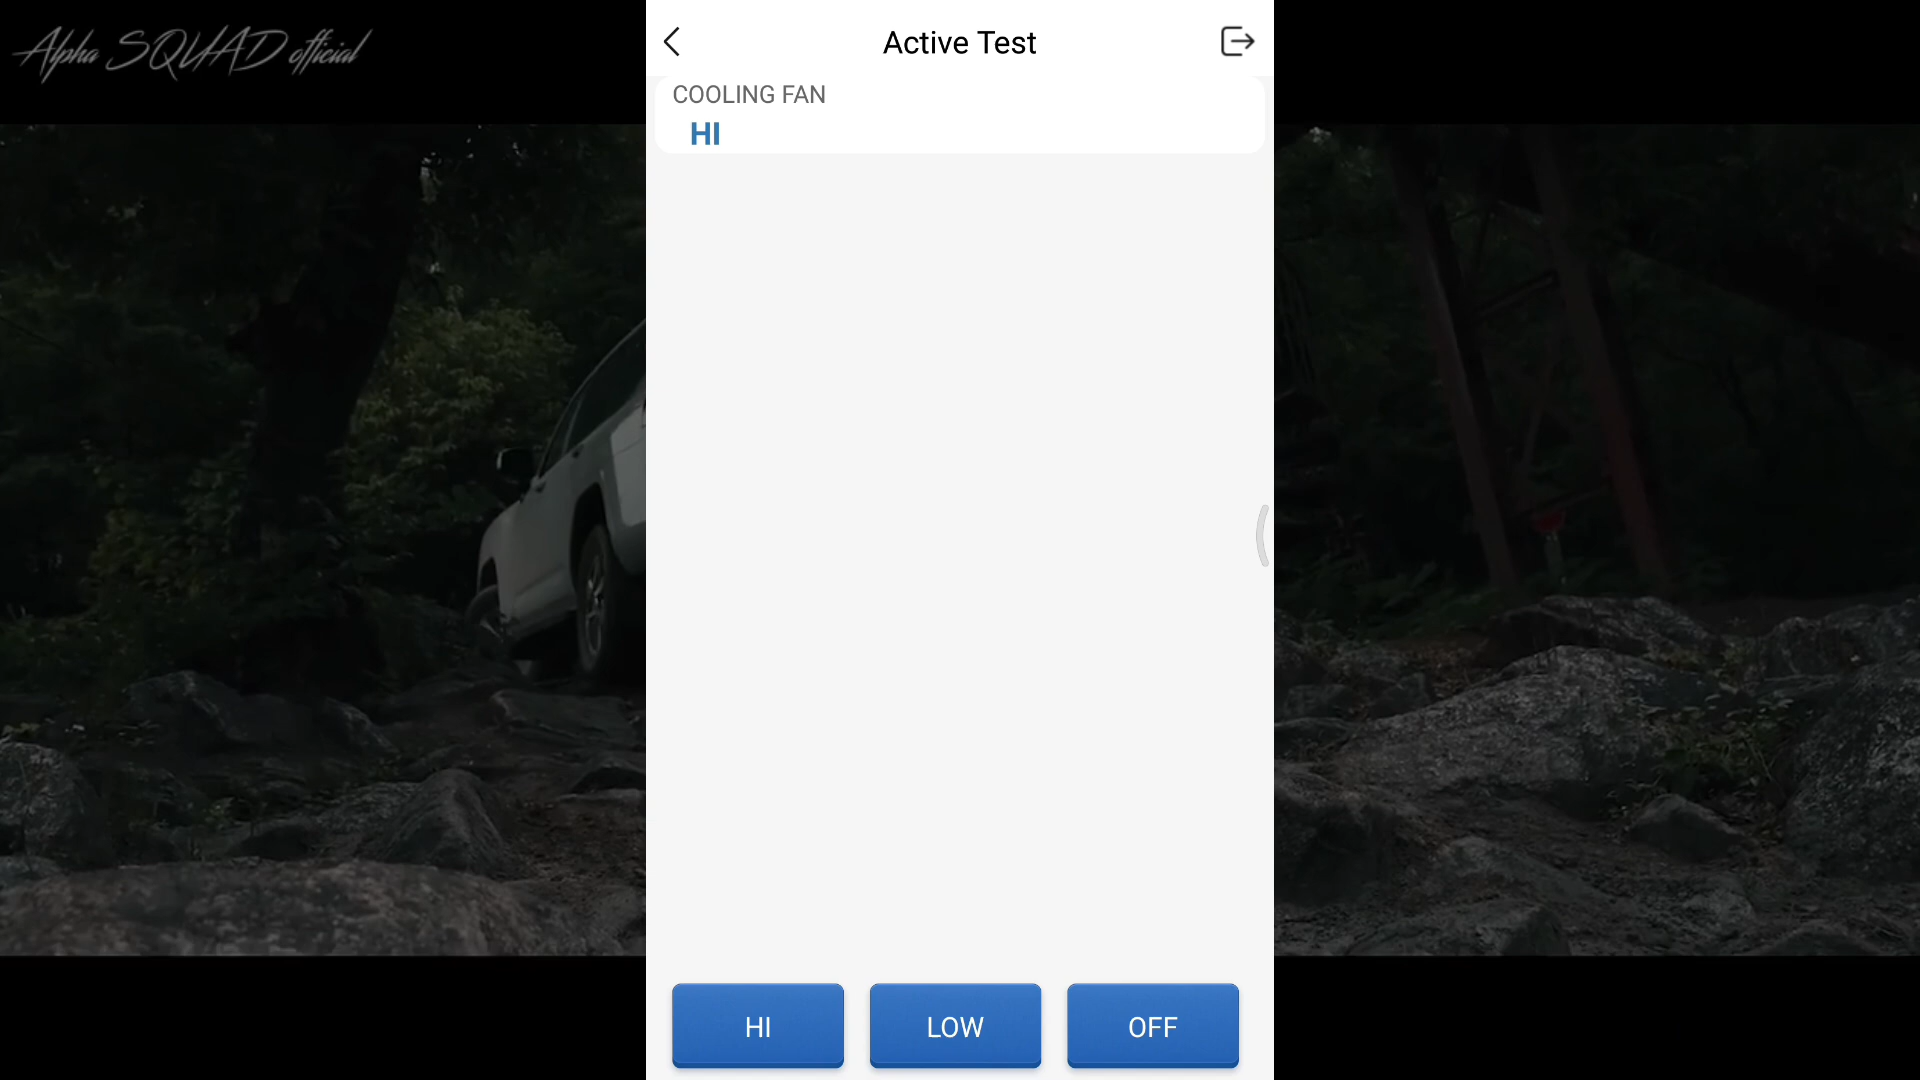 Alpha SQUAD official
Active Test
COOLING FAN
HI
HI
LOW
OFF